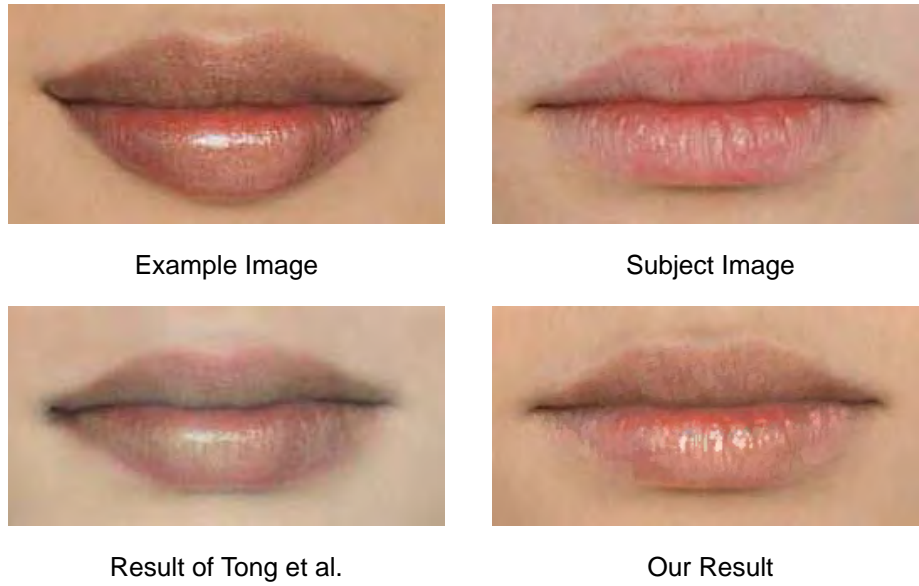 Example Image
Subject Image
Result of Tong et al.
Our Result